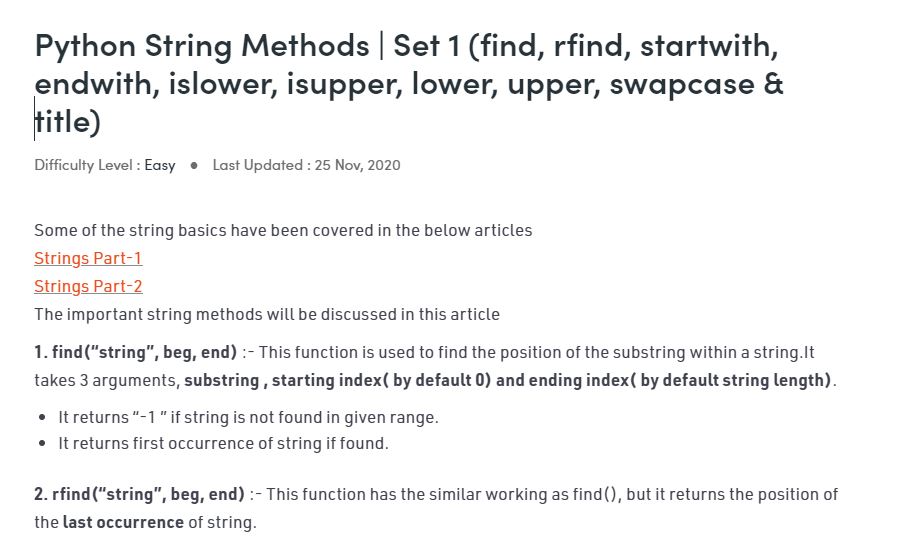 Python String Methods | Set 1 (find, rfind, startwith,
endwith, islower, isupper, lower, upper, swapcase &
title)
Difficulty Level : Easy ● Last Updated : 25 Nov, 2020
Some of the string basics have been covered in the below articles
Strings Part-1
Strings Part-2
The important string methods will be discussed in this article
1. find(“string”, beg, end) :- This function is used to find the position of the substring within a string.It
takes 3 arguments, substring , starting index( by default 0) and ending index( by default string length).
• It returns “-1 ” if string is not found in given range.
• It returns first occurrence of string if found.
2. rfind(“string”, beg, end) :- This function has the similar working as find(), but it returns the position of
the last occurrence of string.